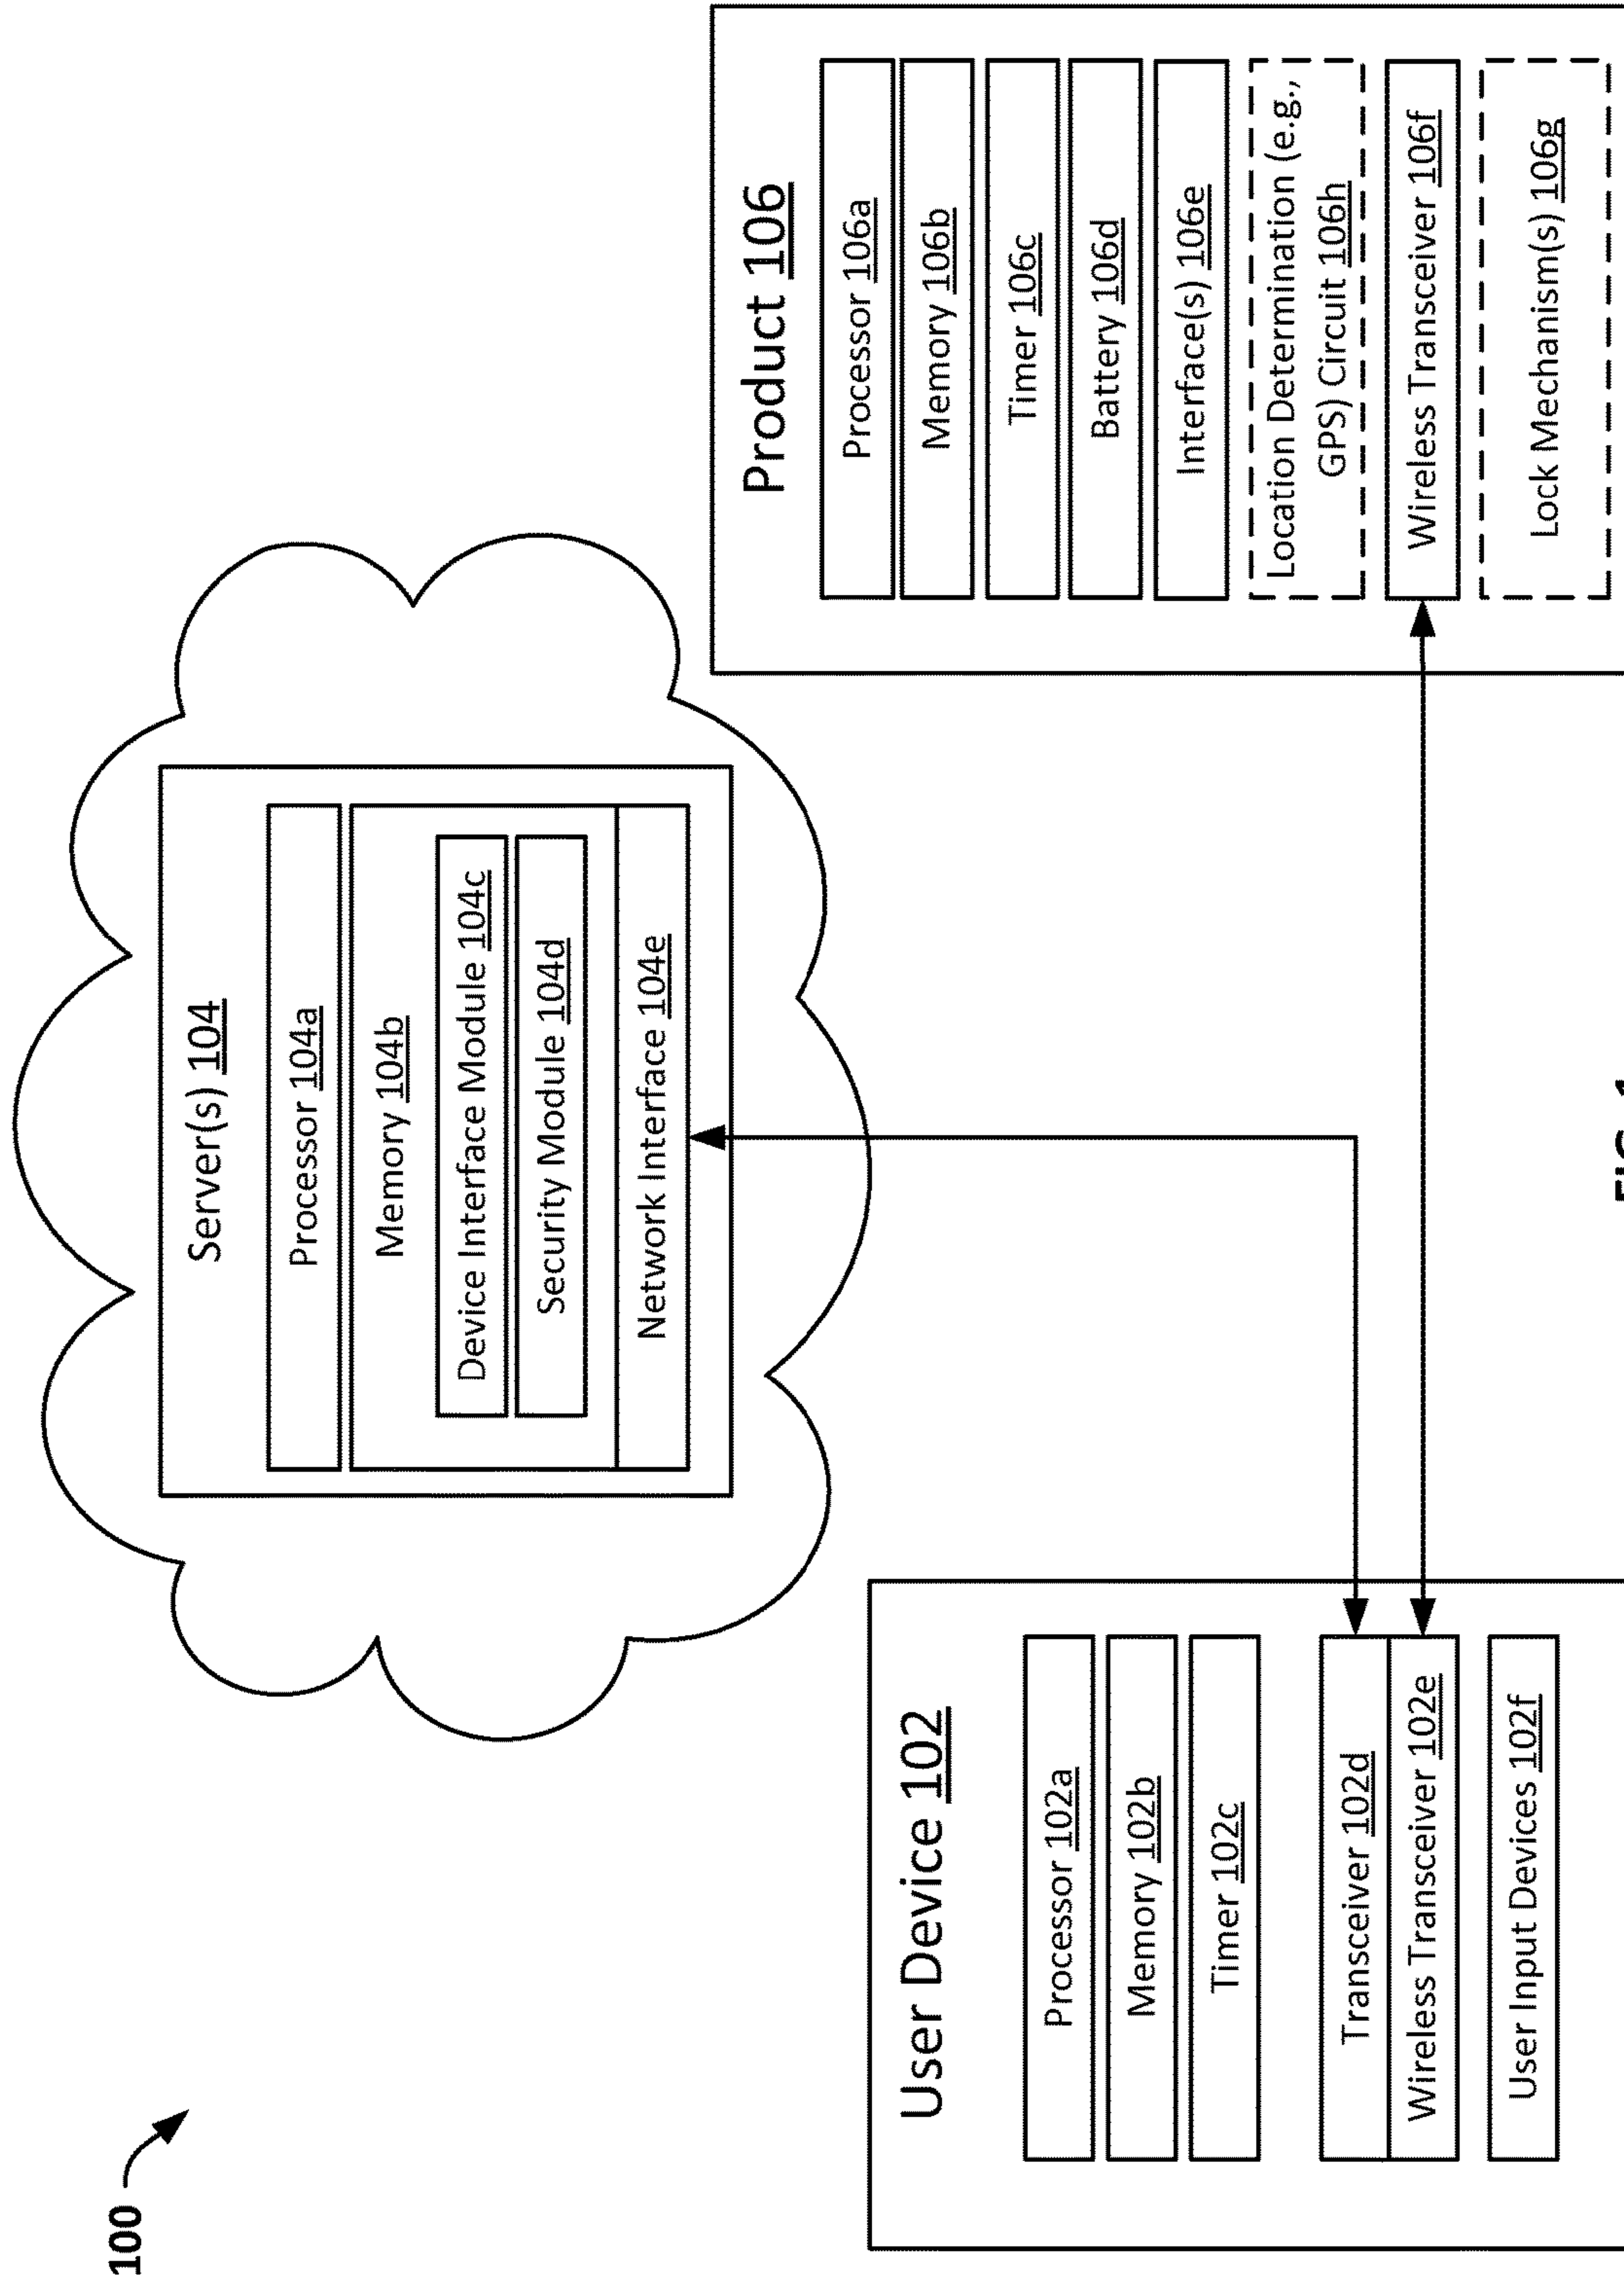 100
Server(s) 104
Processor 104a
Memory 104b
Device Interface Module 104c
Security Module 104d
Network Interface 104e
User Device 102
Processor 102a
Memory 102b
Timer 102c
Transceiver 102d
Wireless Transceiver 102e
User Input Devices 102f
Product 106
Processor 106a
Memory 106b
Timer 106c
Battery 106d
Interface(s) 106e
Location Determination (e.g.,
GPS) Circuit 106h
Wireless Transceiver 106f
Lock Mechanism(s) 106g